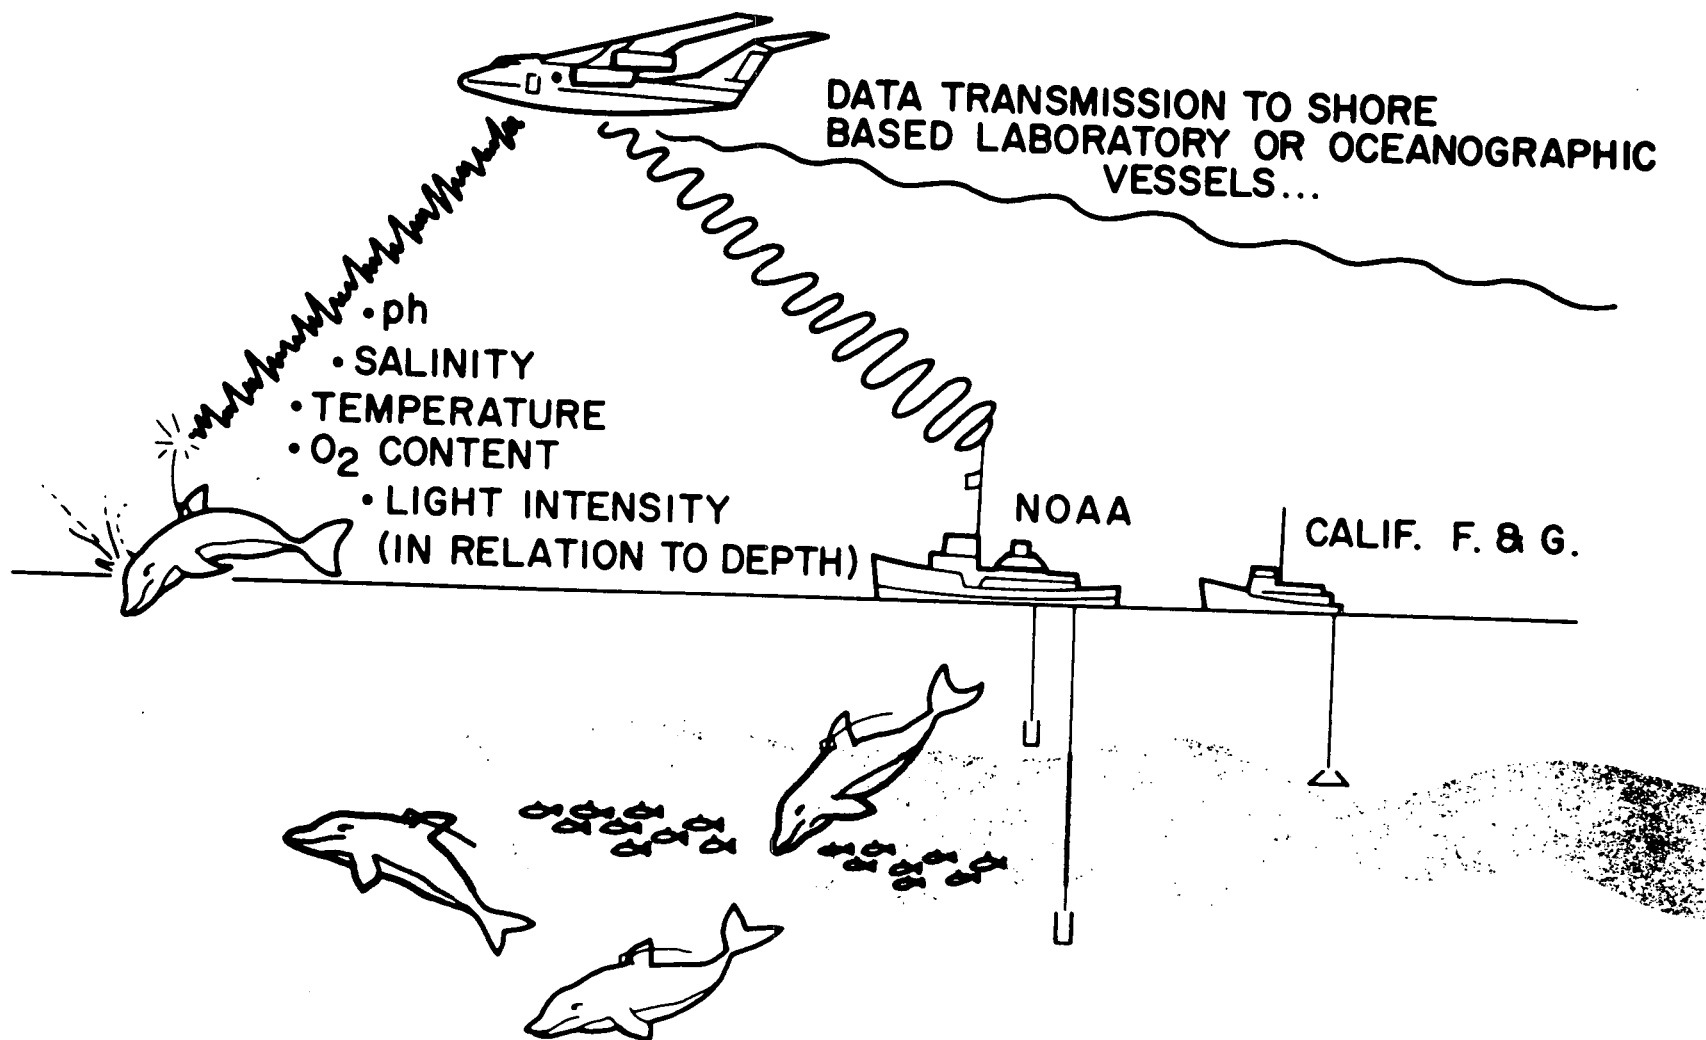 DATA TRANSMISSION TO SHORE
BASED LABORATORY OR OCEANOGRAPHIC
VESSELS...
• ph
• SALINITY
• TEMPERATURE
• O₂ CONTENT
• LIGHT INTENSITY
(IN RELATION TO DEPTH)
NOAA
CALIF. F. & G.